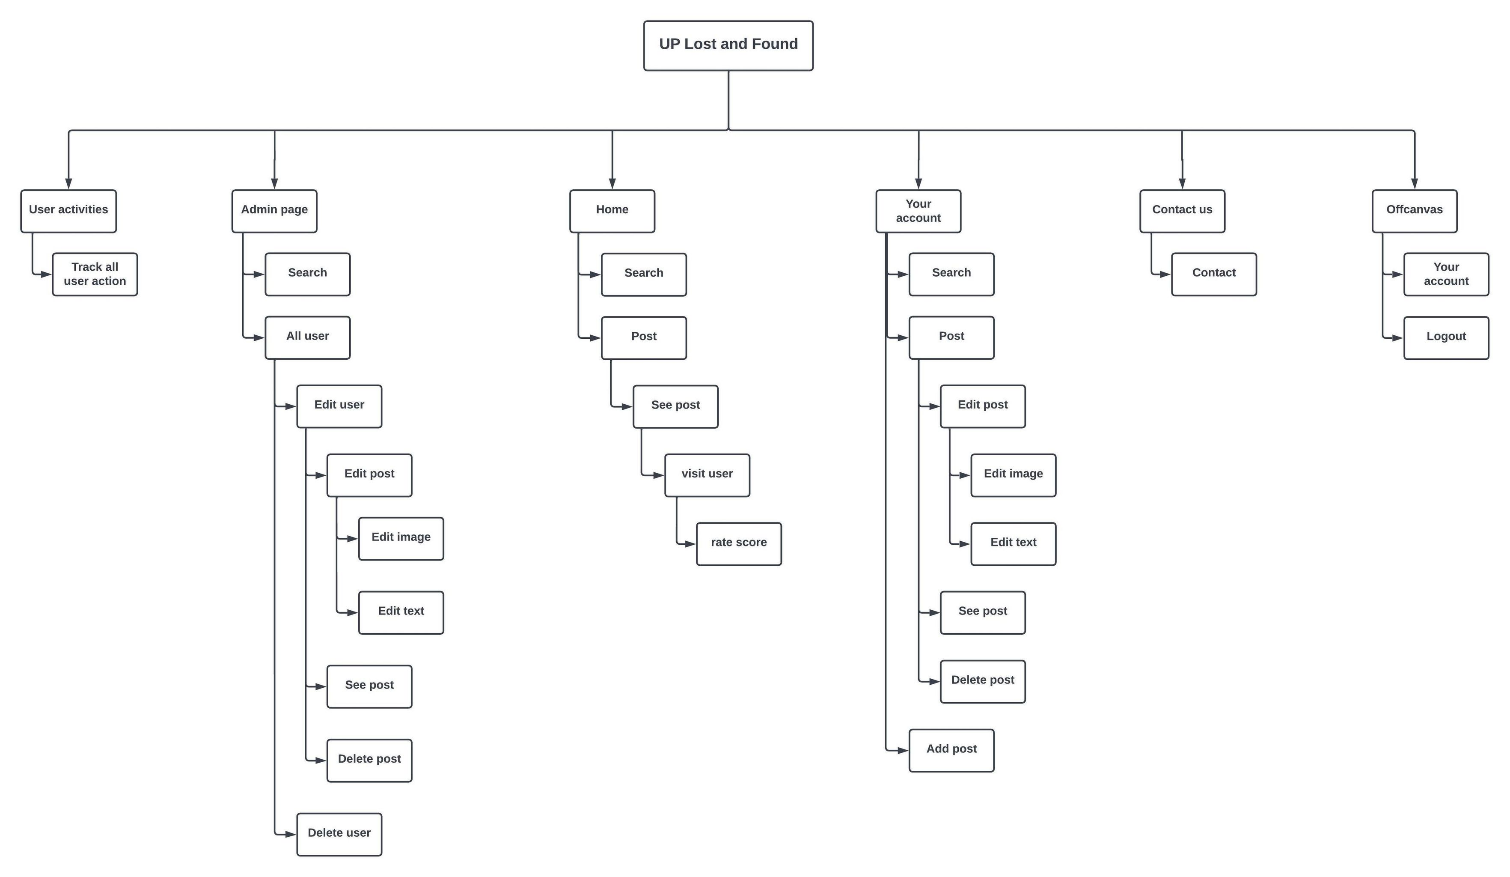 UP Lost and Found
User activities
Track all
user action
Admin page
Search
All user
Edit user
Edit post
Edit image
Edit text
See post
Delete post
Delete user
Home
Search
Post
See post
visit user
rate score
Your
account
Search
Post
Edit post
Edit image
Edit text
See post
Delete post
Add post
Contact us
Contact
Offcanvas
Your
account
Logout